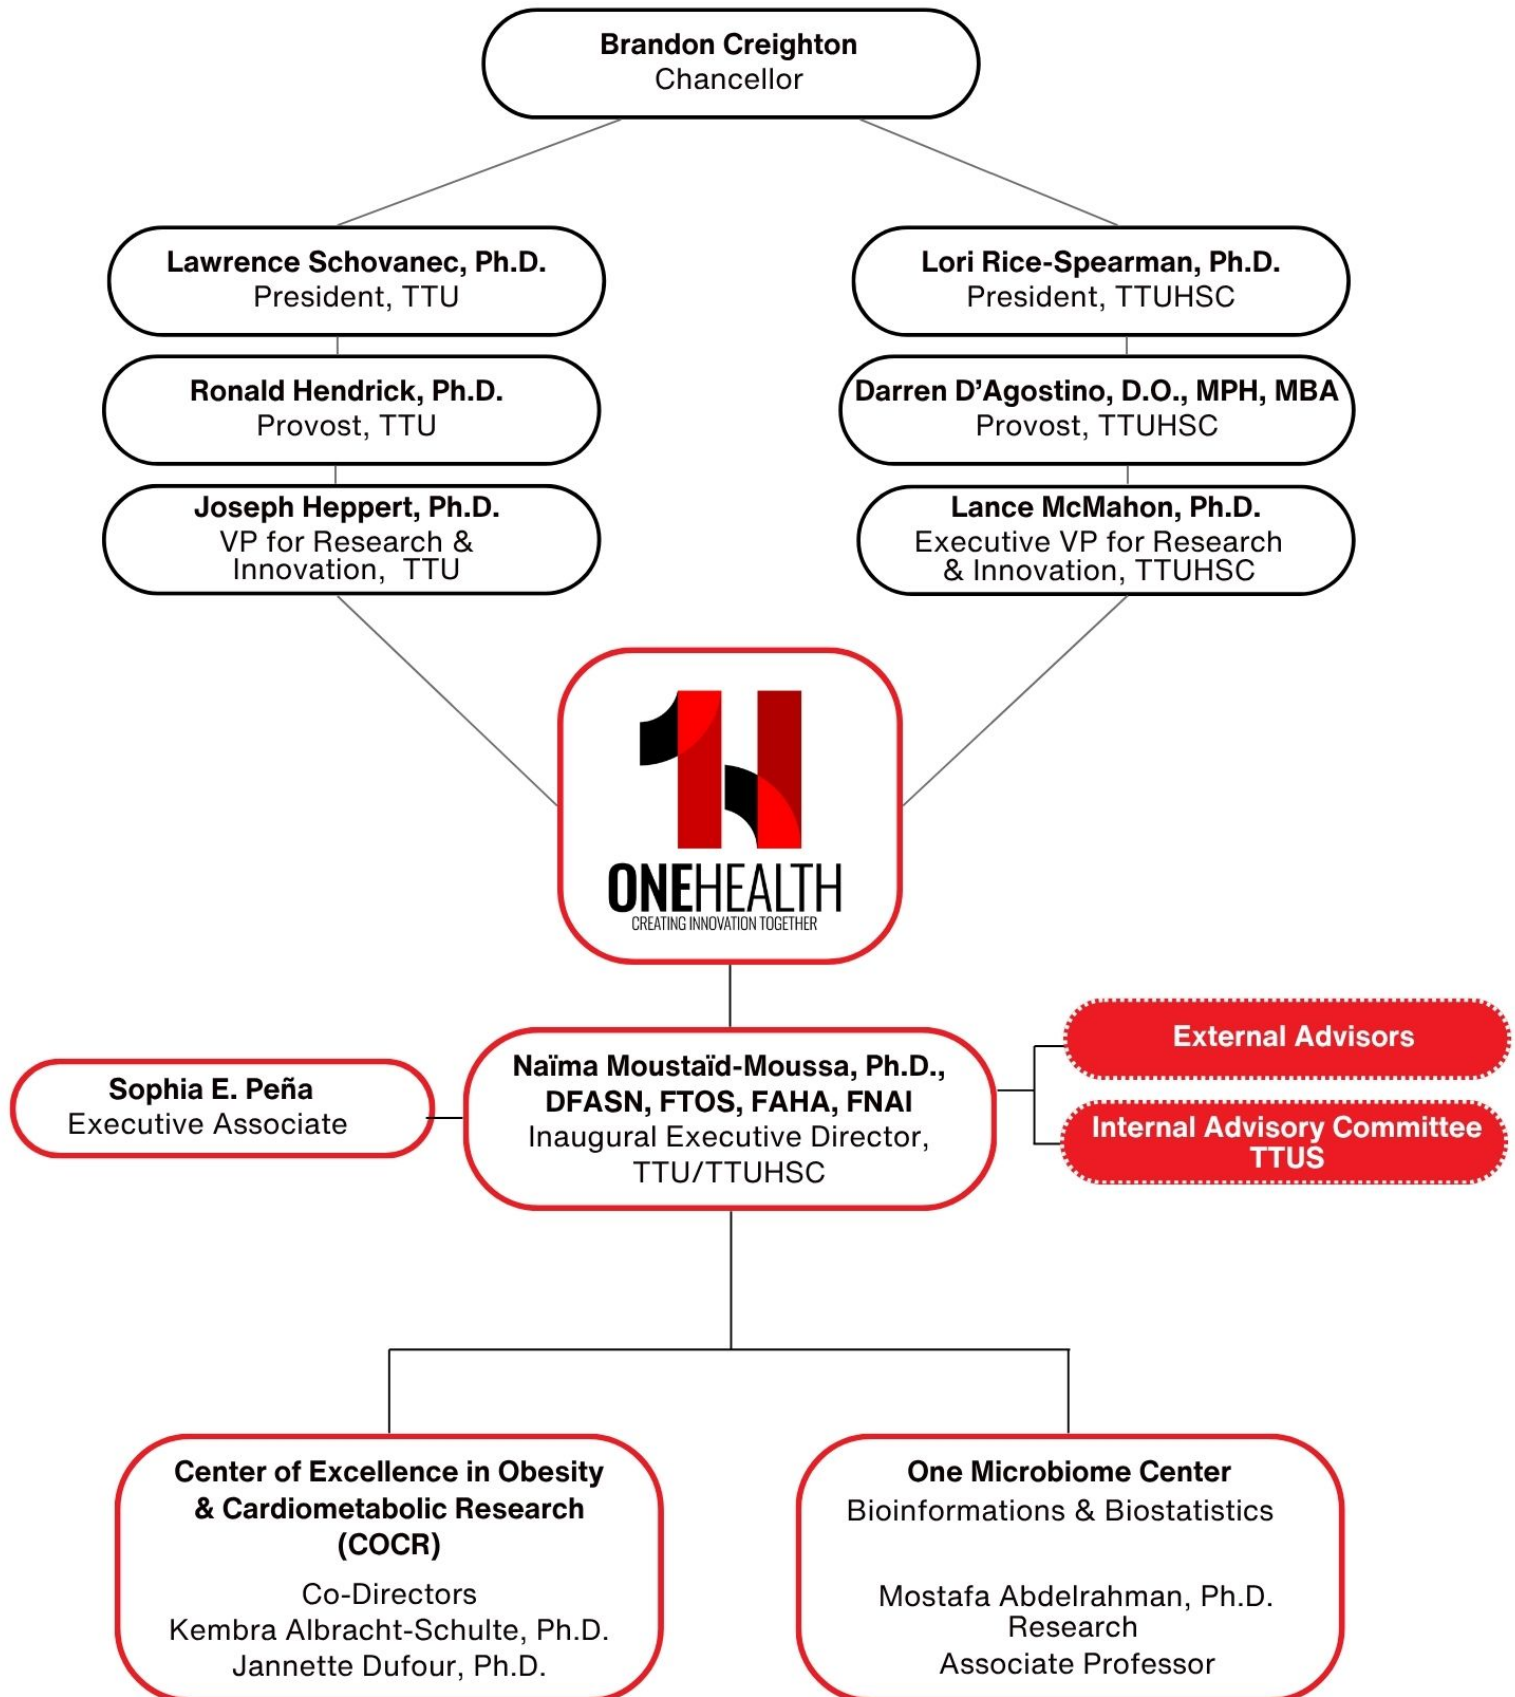 Brandon Creighton
Chancellor
Lawrence Schovanec, Ph.D.
President, TTU
Lori Rice-Spearman, Ph.D.
President, TTUHSC
Ronald Hendrick, Ph.D.
Provost, TTU
Darren D’Agostino, D.O., MPH, MBA
Provost, TTUHSC
Joseph Heppert, Ph.D.
VP for Research &
Innovation, TTU
Lance McMahon, Ph.D.
Executive VP for Research
& Innovation, TTUHSC
1H
ONEHEALTH
CREATING INNOVATION TOGETHER
Sophia E. Peña
Executive Associate
Naïma Moustaïd-Moussa, Ph.D.,
DFASN, FTOS, FAHA, FNAI
Inaugural Executive Director,
TTU/TTUHSC
External Advisors
Internal Advisory Committee
TTUS
Center of Excellence in Obesity
& Cardiometabolic Research
(COCR)
Co-Directors
Kembra Albracht-Schulte, Ph.D.
Jannette Dufour, Ph.D.
One Microbiome Center
Bioinformations & Biostatistics
Mostafa Abdelrahman, Ph.D.
Research
Associate Professor